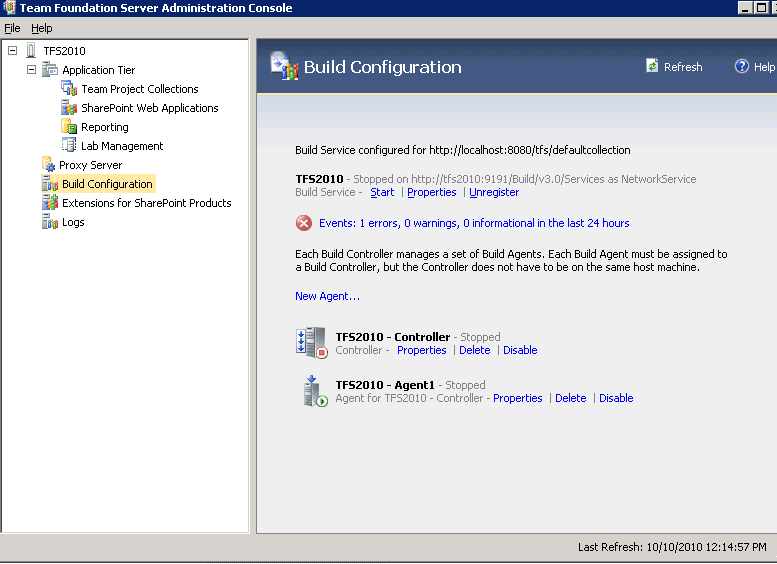 Team Foundation Server Administration Console
File Help
TFS2010
Application Tier
Team Project Collections
SharePoint Web Applications
Reporting
Lab Management
Proxy Server
Build Configuration
Extensions for SharePoint Products
Logs
Build Configuration
Refresh
Help
Build Service configured for http://localhost:8080/tfs/defaultcollection
TFS2010 - Stopped on http://tfs2010:9191/Build/v3.0/Services as NetworkService
Build Service - Start | Properties | Unregister
Events: 1 errors, 0 warnings, 0 informational in the last 24 hours
Each Build Controller manages a set of Build Agents. Each Build Agent must be assigned to
a Build Controller, but the Controller does not have to be on the same host machine.
New Agent...
TFS2010 - Controller - Stopped
Controller - Properties | Delete | Disable
TFS2010 - Agent1 - Stopped
Agent for TFS2010 - Controller - Properties | Delete | Disable
Last Refresh: 10/10/2010 12:14:57 PM